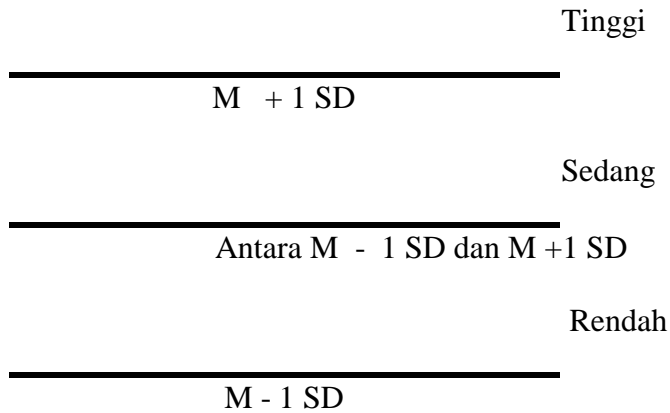 Tinggi
M + 1 SD
Sedang
Antara M - 1 SD dan M +1 SD
Rendah
M - 1 SD